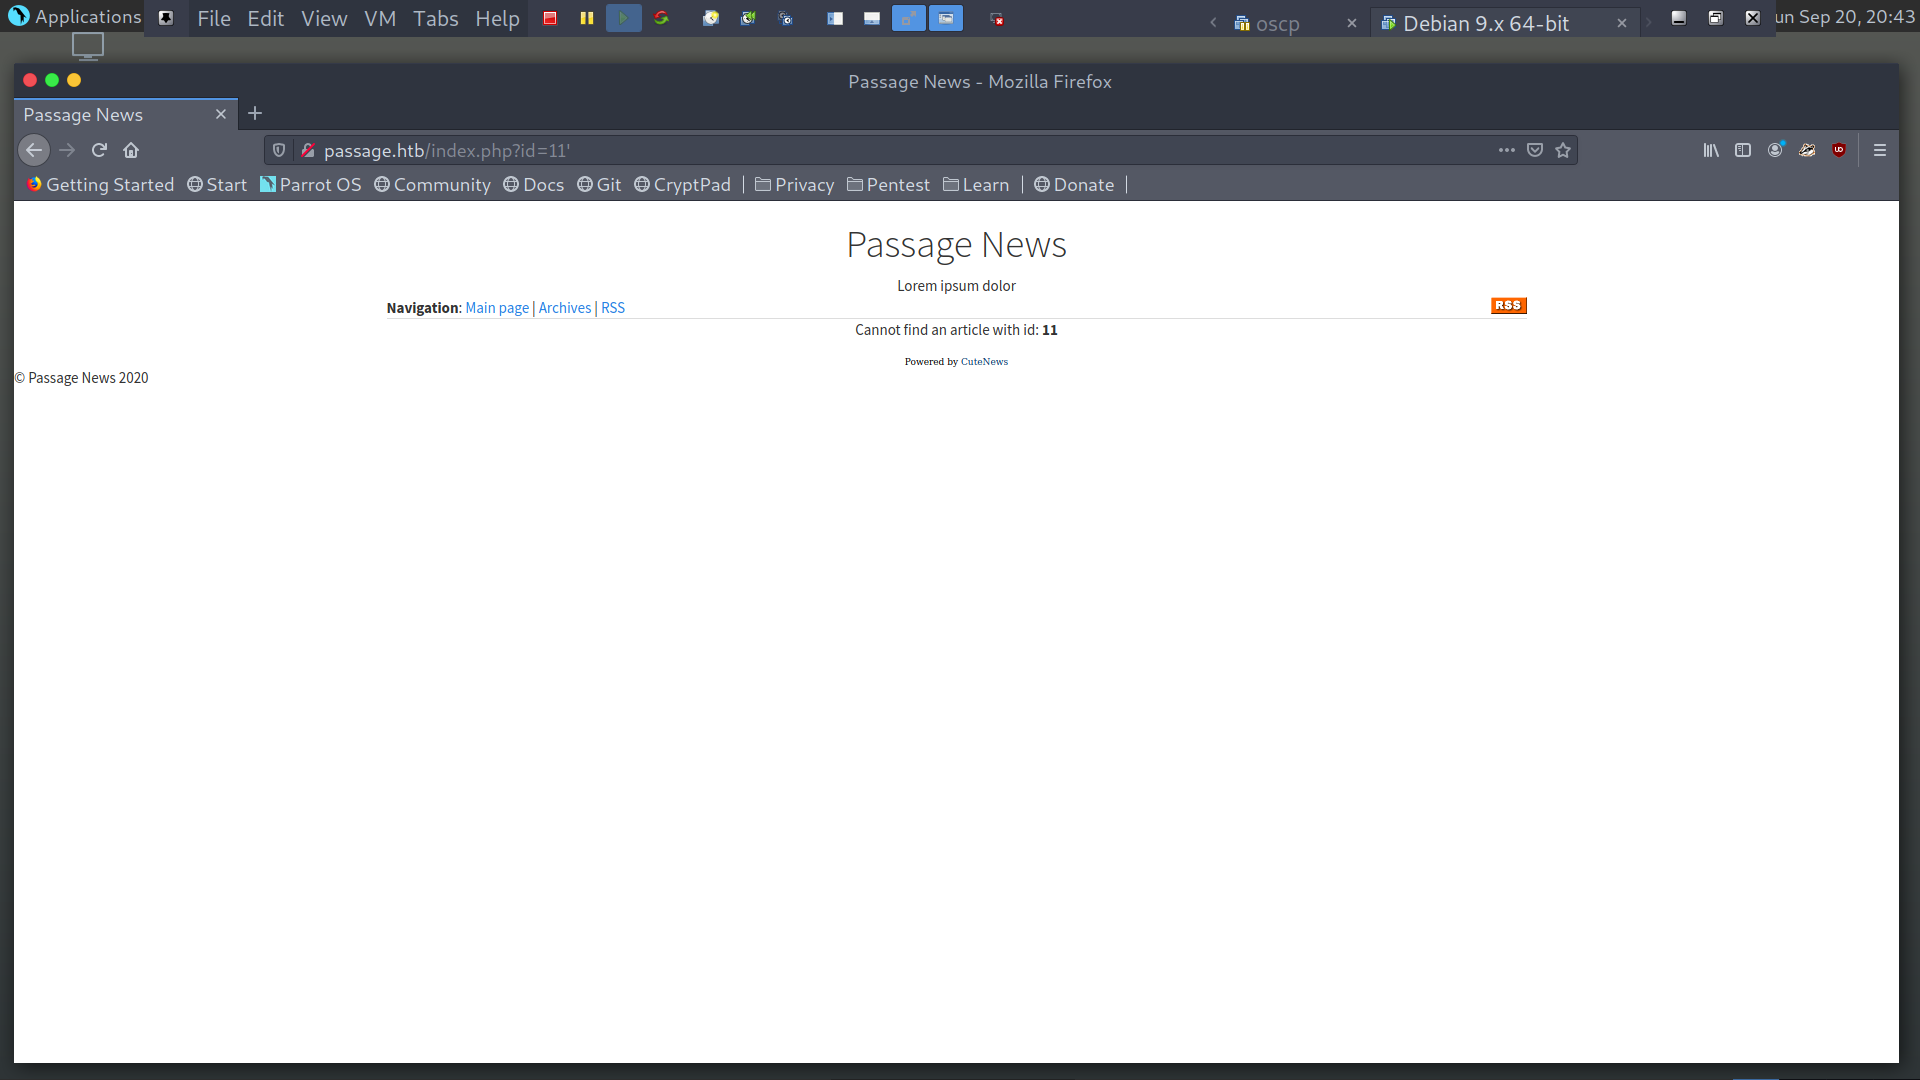 Applications File Edit View VM Tabs Help oscp Debian 9.x 64-bit un Sep 20, 20:43
Passage News - Mozilla Firefox
Passage News
passage.htb/index.php?id=11'
Getting Started Start Parrot OS Community Docs Git CryptPad Privacy Pentest Learn Donate
Passage News
Lorem ipsum dolor
Navigation: Main page | Archives | RSS RSS
Cannot find an article with id: 11
Powered by CuteNews
© Passage News 2020